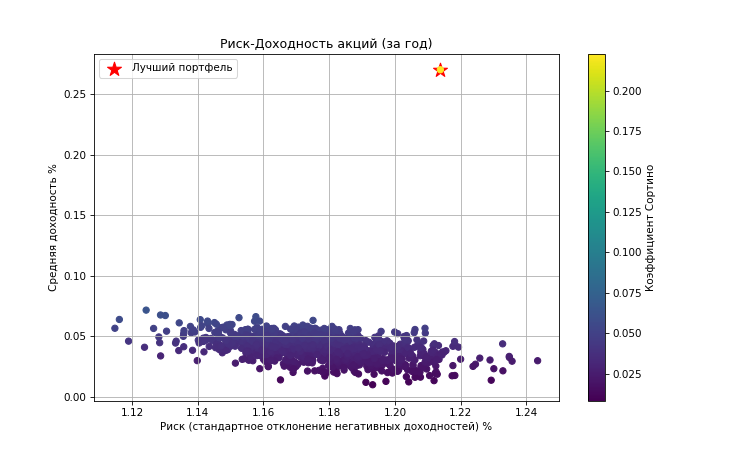 Риск-Доходность акций (за год)
Лучший портфель
Средняя доходность %
0.25
0.20
0.15
0.10
0.05
0.00
1.12 1.14 1.16 1.18 1.20 1.22 1.24
Риск (стандартное отклонение негативных доходностей) %
0.200
0.175
0.150
0.125
0.100
0.075
0.050
0.025
Коэффициент Сортино